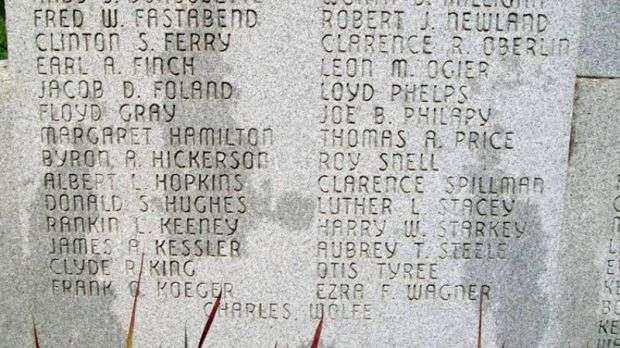 FRED W. FASTABEND
CLINTON S. FERRY
EARL A. FINCH
JACOB D. FOLAND
FLOYD GRAY
MARGARET HAMILTON
BYRON A. HICKERSON
ALBERT L. HOPKINS
DONALD S. HUGHES
RANKIN L. KEENEY
JAMES A. KESSLER
CLYDE R. KING
FRANK C. KOEGER
ROBERT J. NEWLAND
CLARENCE R. OBERLIN
LEON M. OGIER
LOYD PHELPS
JOE B. PHILAPY
THOMAS A. PRICE
ROY SNELL
CLARENCE SPILLMAN
LUTHER L. STACEY
HARRY W. STARKEY
AUBREY T. STEELE
OTIS TYREE
EZRA F. WAGNER
CHARLES WOLFE